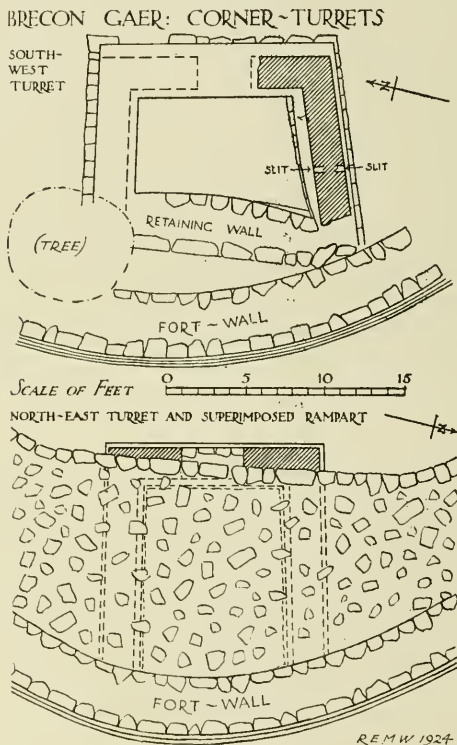 BRECON GAER: CORNER-TURRETS
SOUTH-
WEST
TURRET
N
SLIT
SLIT
RETAINING WALL
(TREE)
FORT-WALL
SCALE OF FEET 0 5 10 15
NORTH-EAST TURRET AND SUPERIMPOSED RAMPART
N
FORT-WALL
R.E.M.W. 1924